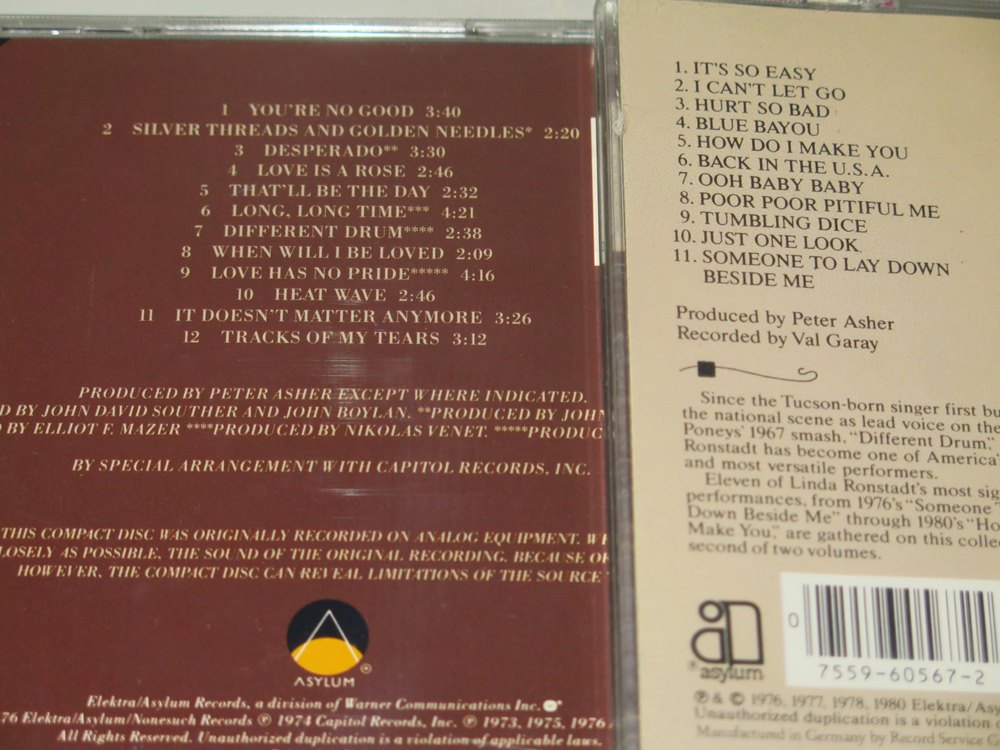 1 YOU'RE NO GOOD 3:40
2 SILVER THREADS AND GOLDEN NEEDLES* 2:20
3 DESPERADO** 3:30
4 LOVE IS A ROSE 2:46
5 THAT'LL BE THE DAY 2:32
6 LONG, LONG TIME*** 4:21
7 DIFFERENT DRUM**** 2:38
8 WHEN WILL I BE LOVED 2:09
9 LOVE HAS NO PRIDE***** 4:16
10 HEAT WAVE 2:46
11 IT DOESN'T MATTER ANYMORE 3:26
12 TRACKS OF MY TEARS 3:12
PRODUCED BY PETER ASHER EXCEPT WHERE INDICATED.
D BY JOHN DAVID SOUTHER AND JOHN BOYLAN. **PRODUCED BY JOHN
BY ELLIOT F. MAZER ****PRODUCED BY NIKOLAS VENET. *****PRODUC
BY SPECIAL ARRANGEMENT WITH CAPITOL RECORDS, INC.
THIS COMPACT DISC WAS ORIGINALLY RECORDED ON ANALOG EQUIPMENT. W
LOSELY AS POSSIBLE, THE SOUND OF THE ORIGINAL RECORDING. BECAUSE OF
HOWEVER, THE COMPACT DISC CAN REVEAL LIMITATIONS OF THE SOURCE
ASYLUM
Elektra/Asylum Records, a division of Warner Communications Inc.
76 Elektra/Asylum/Nonesuch Records ℗ 1974 Capitol Records, Inc. ℗ 1973, 1975, 1976
All Rights Reserved. Unauthorized duplication is a violation of applicable laws.
1. IT'S SO EASY
2. I CAN'T LET GO
3. HURT SO BAD
4. BLUE BAYOU
5. HOW DO I MAKE YOU
6. BACK IN THE U.S.A.
7. OOH BABY BABY
8. POOR POOR PITIFUL ME
9. TUMBLING DICE
10. JUST ONE LOOK
11. SOMEONE TO LAY DOWN
BESIDE ME
Produced by Peter Asher
Recorded by Val Garay
Since the Tucson-born singer first bu
the national scene as lead voice on the
Poneys' 1967 smash, "Different Drum,"
Ronstadt has become one of America'
and most versatile performers.
Eleven of Linda Ronstadt's most sig
performances, from 1976's "Someone
Down Beside Me" through 1980's "Ho
Make You," are gathered on this colle
second of two volumes.
asylum
0
7559-60567-2
℗ & © 1976, 1977, 1978, 1980 Elektra/Asy
Unauthorized duplication is a violation
Manufactured in Germany by Record Service G